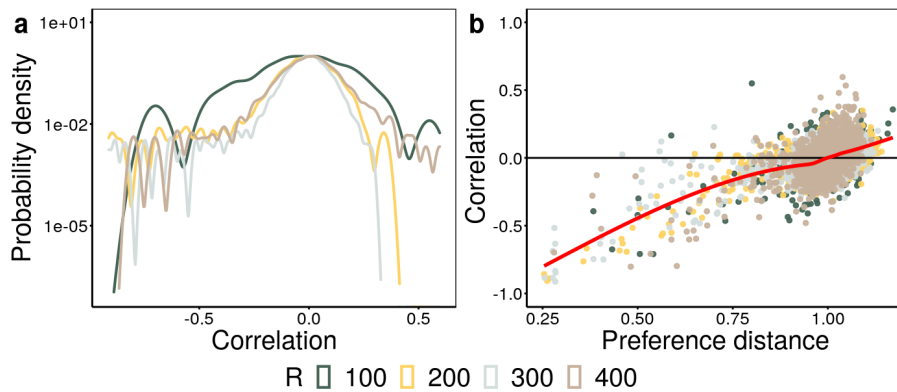 a
Probability density
1e+01
1e-02
1e-05
-0.5
0.0
0.5
Correlation
b
Correlation
1.0
0.5
0.0
-0.5
-1.0
0.25
0.50
0.75
1.00
Preference distance
R 100 200 300 400